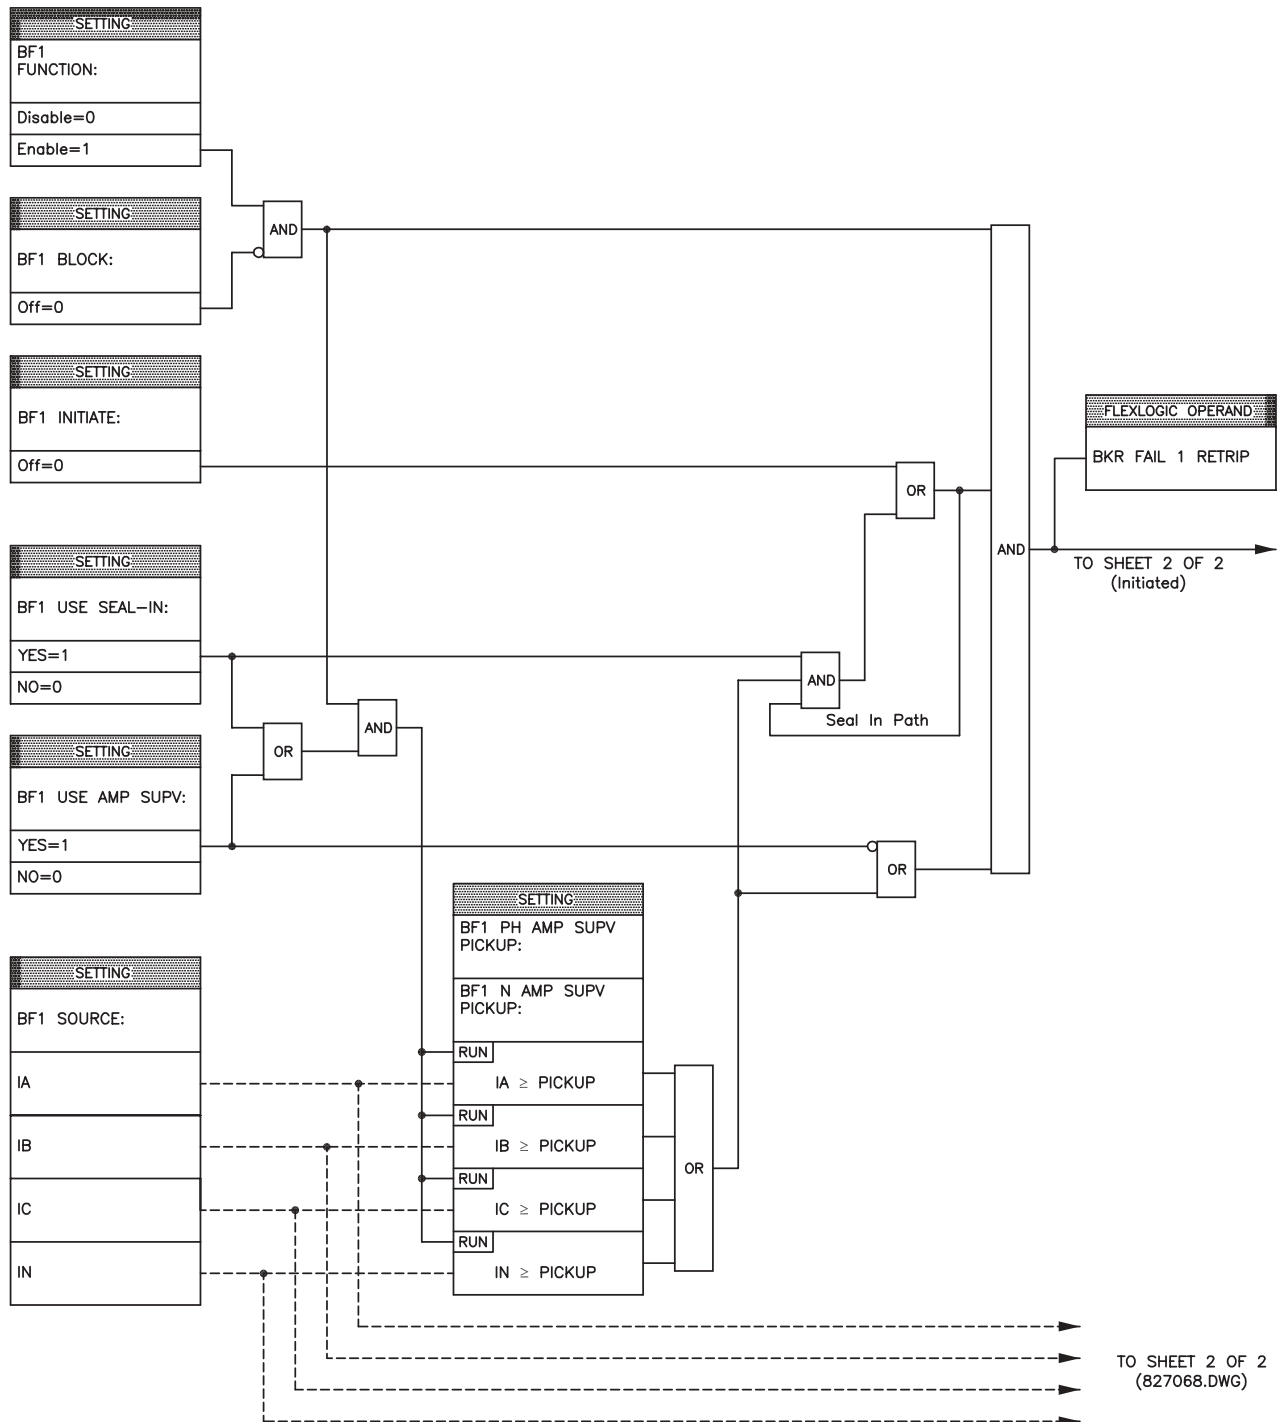 SETTING
BF1
FUNCTION:
Disable=0
Enable=1
SETTING
BF1 BLOCK:
Off=0
AND
SETTING
BF1 INITIATE:
Off=0
OR
FLEXLOGIC OPERAND
BKR FAIL 1 RETRIP
AND
TO SHEET 2 OF 2
(Initiated)
SETTING
BF1 USE SEAL-IN:
YES=1
NO=0
AND
Seal In Path
AND
OR
SETTING
BF1 USE AMP SUPV:
YES=1
NO=0
OR
SETTING
BF1 PH AMP SUPV
PICKUP:
BF1 N AMP SUPV
PICKUP:
RUN
IA ≥ PICKUP
RUN
IB ≥ PICKUP
RUN
IC ≥ PICKUP
RUN
IN ≥ PICKUP
OR
SETTING
BF1 SOURCE:
IA
IB
IC
IN
TO SHEET 2 OF 2
(827068.DWG)